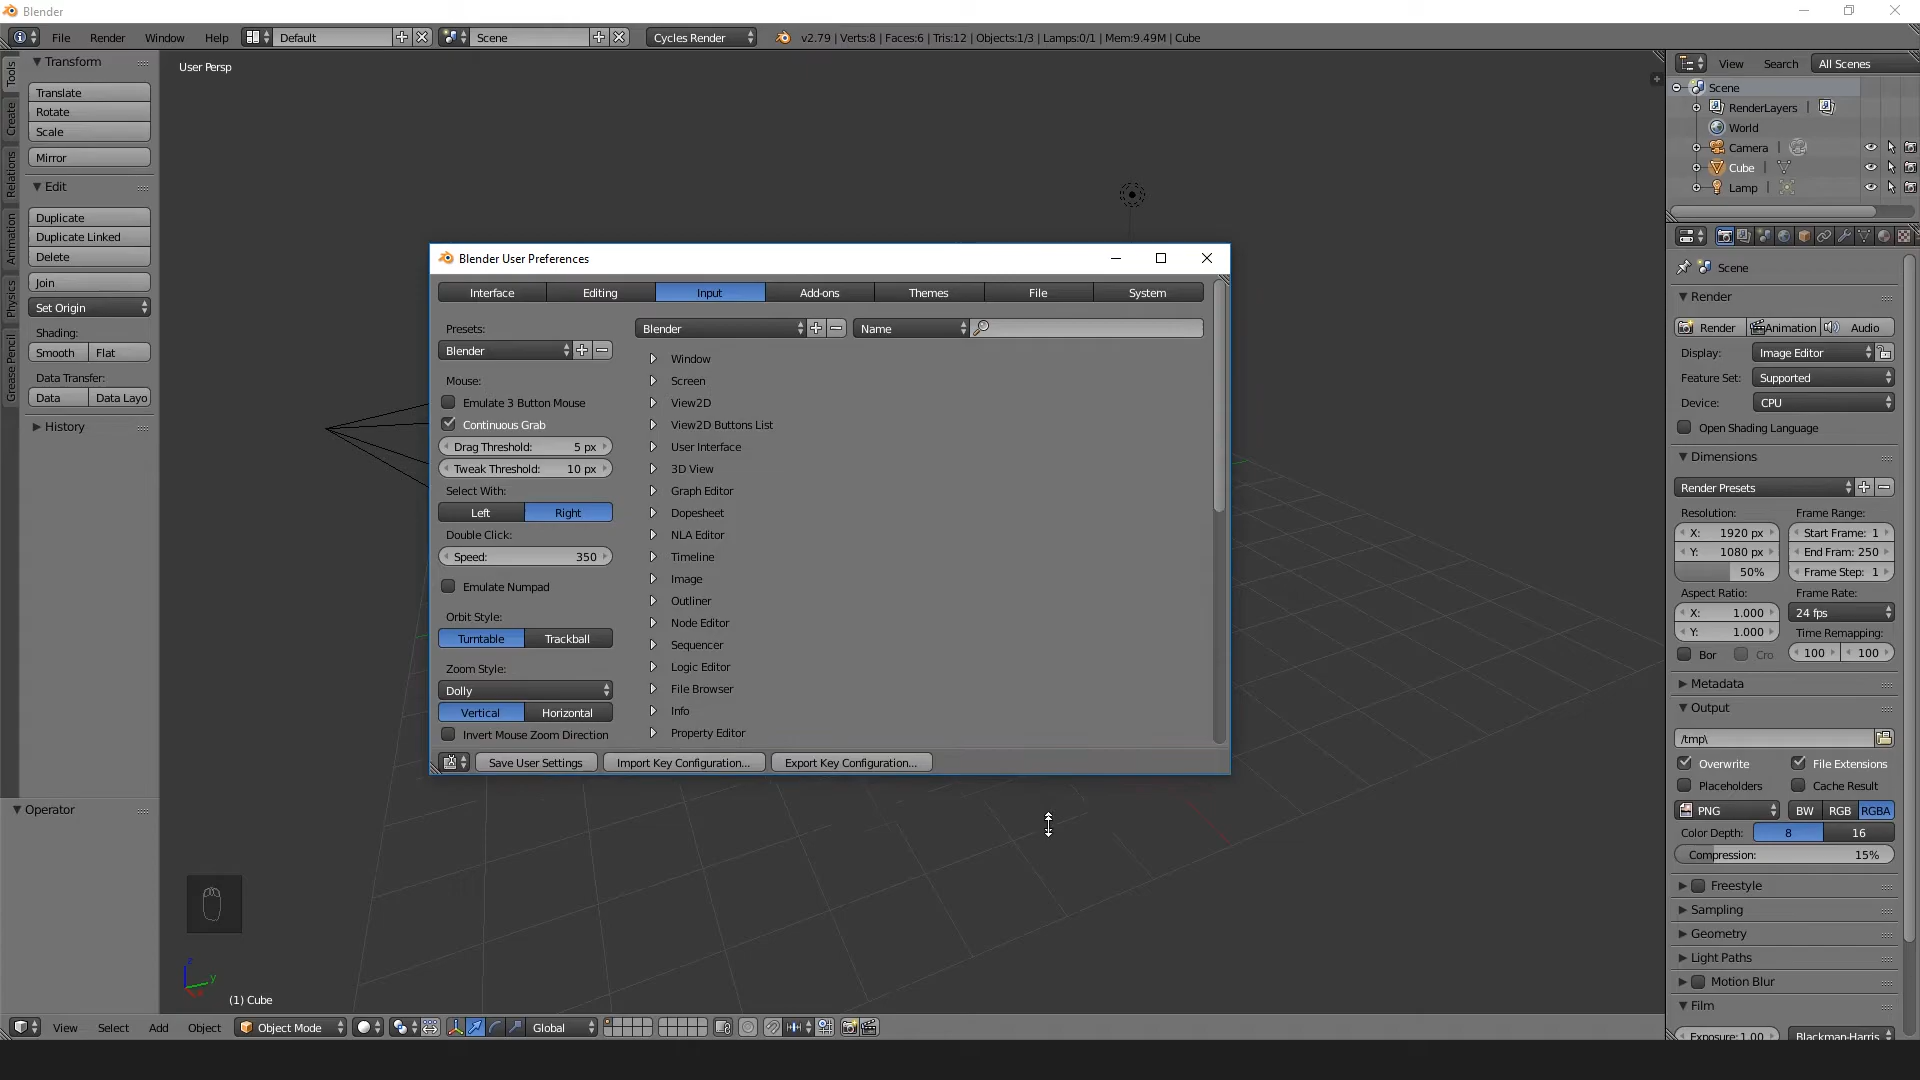 Blender
File Render Window Help Default Scene Cycles Render v2.79 | Verts:8 | Faces:6 | Tris:12 | Objects:1/3 | Lamps:0/1 | Mem:9.49M | Cube
Tools
Create
Relations
Animation
Physics
Grease Pencil
Transform
Translate
Rotate
Scale
Mirror
Edit
Duplicate
Duplicate Linked
Delete
Join
Set Origin
Shading:
Smooth Flat
Data Transfer:
Data Data Layo
History
Operator
User Persp
Blender User Preferences
Interface Editing Input Add-ons Themes File System
Presets:
Blender
Mouse:
Emulate 3 Button Mouse
Continuous Grab
Drag Threshold: 5 px
Tweak Threshold: 10 px
Select With:
Left Right
Double Click:
Speed: 350
Emulate Numpad
Orbit Style:
Turntable Trackball
Zoom Style:
Dolly
Vertical Horizontal
Invert Mouse Zoom Direction
Blender Name
Window
Screen
View2D
View2D Buttons List
User Interface
3D View
Graph Editor
Dopesheet
NLA Editor
Timeline
Image
Outliner
Node Editor
Sequencer
Logic Editor
File Browser
Info
Property Editor
Save User Settings Import Key Configuration... Export Key Configuration...
z
y
(1) Cube
View Select Add Object Object Mode Global
View Search All Scenes
Scene
RenderLayers |
World
Camera |
Cube |
Lamp |
Scene
Render
Render Animation Audio
Display: Image Editor
Feature Set: Supported
Device: CPU
Open Shading Language
Dimensions
Render Presets
Resolution: Frame Range:
X: 1920 px Start Frame: 1
Y: 1080 px End Fram: 250
50% Frame Step: 1
Aspect Ratio: Frame Rate:
X: 1.000 24 fps
Y: 1.000 Time Remapping:
Bor Cro 100 100
Metadata
Output
/tmp\
Overwrite File Extensions
Placeholders Cache Result
PNG BW RGB RGBA
Color Depth: 8 16
Compression: 15%
Freestyle
Sampling
Geometry
Light Paths
Motion Blur
Film
Exposure: 1.00 Blackman-Harris